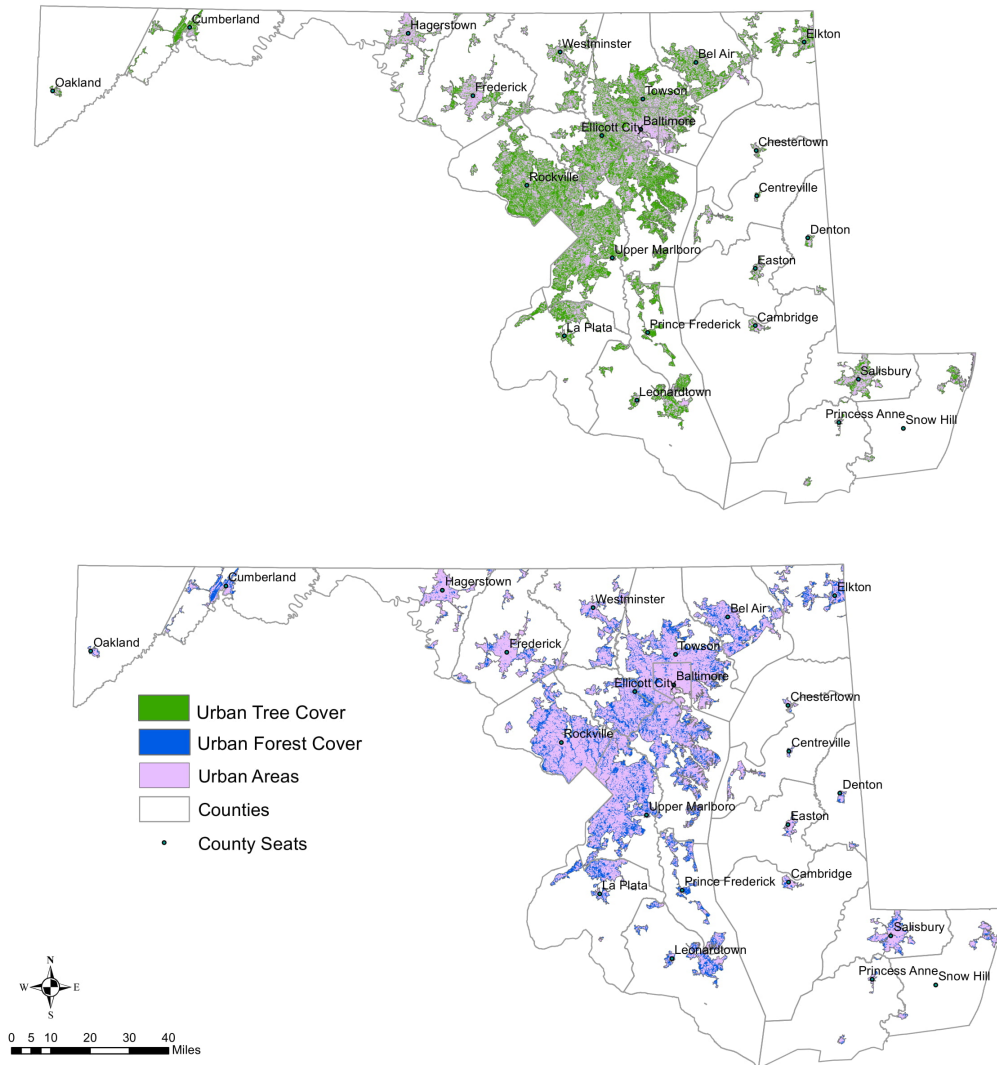 Cumberland
Hagerstown
Elkton
Westminster
Bel Air
Oakland
Frederick
Towson
Baltimore
Ellicott City
Chestertown
Rockville
Centreville
Denton
Upper Marlboro
Easton
Cambridge
La Plata
Prince Frederick
Salisbury
Leonardtown
Princess Anne
Snow Hill
Cumberland
Hagerstown
Elkton
Westminster
Bel Air
Oakland
Frederick
Towson
Baltimore
Ellicott City
Chestertown
Rockville
Centreville
Denton
Upper Marlboro
Easton
Cambridge
La Plata
Prince Frederick
Salisbury
Leonardtown
Princess Anne
Snow Hill
Urban Tree Cover
Urban Forest Cover
Urban Areas
Counties
County Seats
N
W E
S
0 5 10 20 30 40
Miles